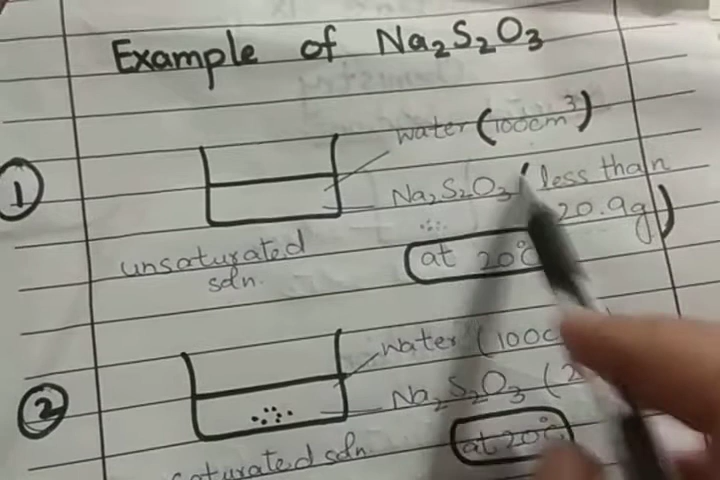 Example of Na₂S₂O₃
1
water (100cm³)
Na₂S₂O₃ (less than
20.9g)
at 20°C
unsaturated
soln.
2
water (100c
Na₂S₂O₃ (2
at 20°C
saturated soln.